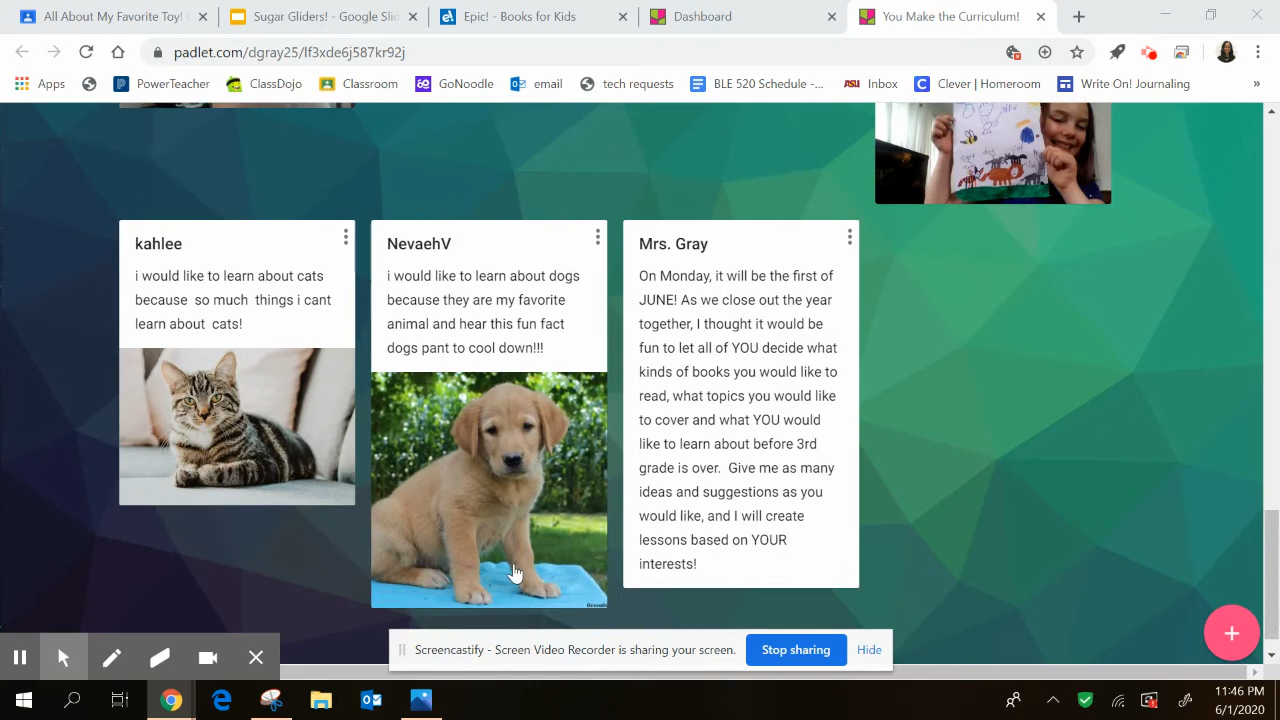 All About My Favorite by! G
Sugar Gliders! - Google Slid
Epic! - Books for Kids
Dashboard
You Make the Curriculum!
padlet.com/dgray25/lf3xde6j587kr92j
Apps
PowerTeacher
ClassDojo
Classroom
GoNoodle
email
tech requests
BLE 520 Schedule -...
ASU Inbox
Clever | Homeroom
Write On! Journaling
»
kahlee
i would like to learn about cats
because so much things i cant
learn about cats!
NevaehV
i would like to learn about dogs
because they are my favorite
animal and hear this fun fact
dogs pant to cool down!!!
Mrs. Gray
On Monday, it will be the first of
JUNE! As we close out the year
together, I thought it would be
fun to let all of YOU decide what
kinds of books you would like to
read, what topics you would like
to cover and what YOU would
like to learn about before 3rd
grade is over. Give me as many
ideas and suggestions as you
would like, and I will create
lessons based on YOUR
interests!
Screencastify - Screen Video Recorder is sharing your screen.
Stop sharing
Hide
11:46 PM
6/1/2020